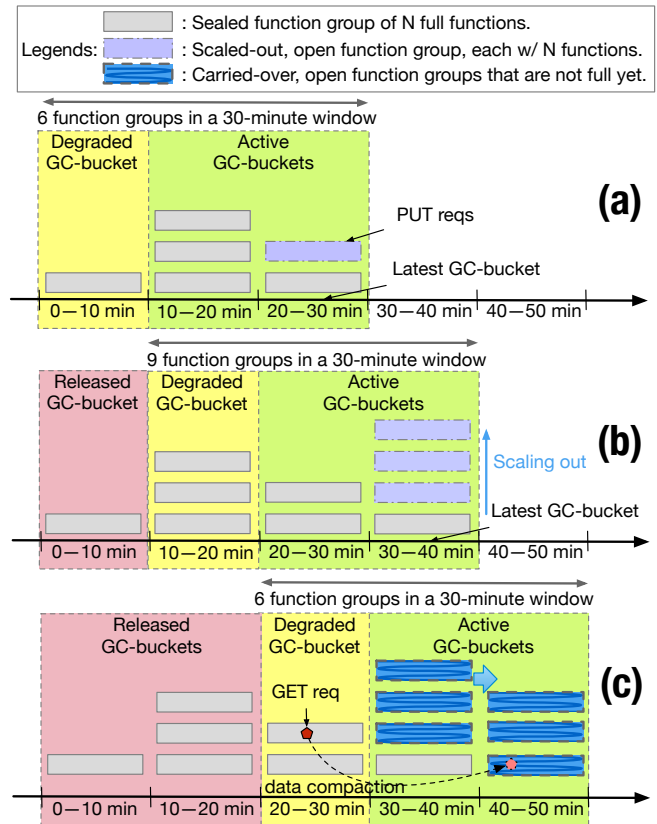 : Sealed function group of N full functions.
Legends: : Scaled-out, open function group, each w/ N functions.
: Carried-over, open function groups that are not full yet.
6 function groups in a 30-minute window
Degraded GC-bucket
Active GC-buckets
(a)
PUT reqs
Latest GC-bucket
0—10 min 10—20 min 20—30 min 30—40 min 40—50 min
9 function groups in a 30-minute window
Released GC-bucket
Degraded GC-bucket
Active GC-buckets
(b)
Scaling out
Latest GC-bucket
0—10 min 10—20 min 20—30 min 30—40 min 40—50 min
6 function groups in a 30-minute window
Released GC-buckets
Degraded GC-bucket
Active GC-buckets
(c)
GET req
data compaction
0—10 min 10—20 min 20—30 min 30—40 min 40—50 min